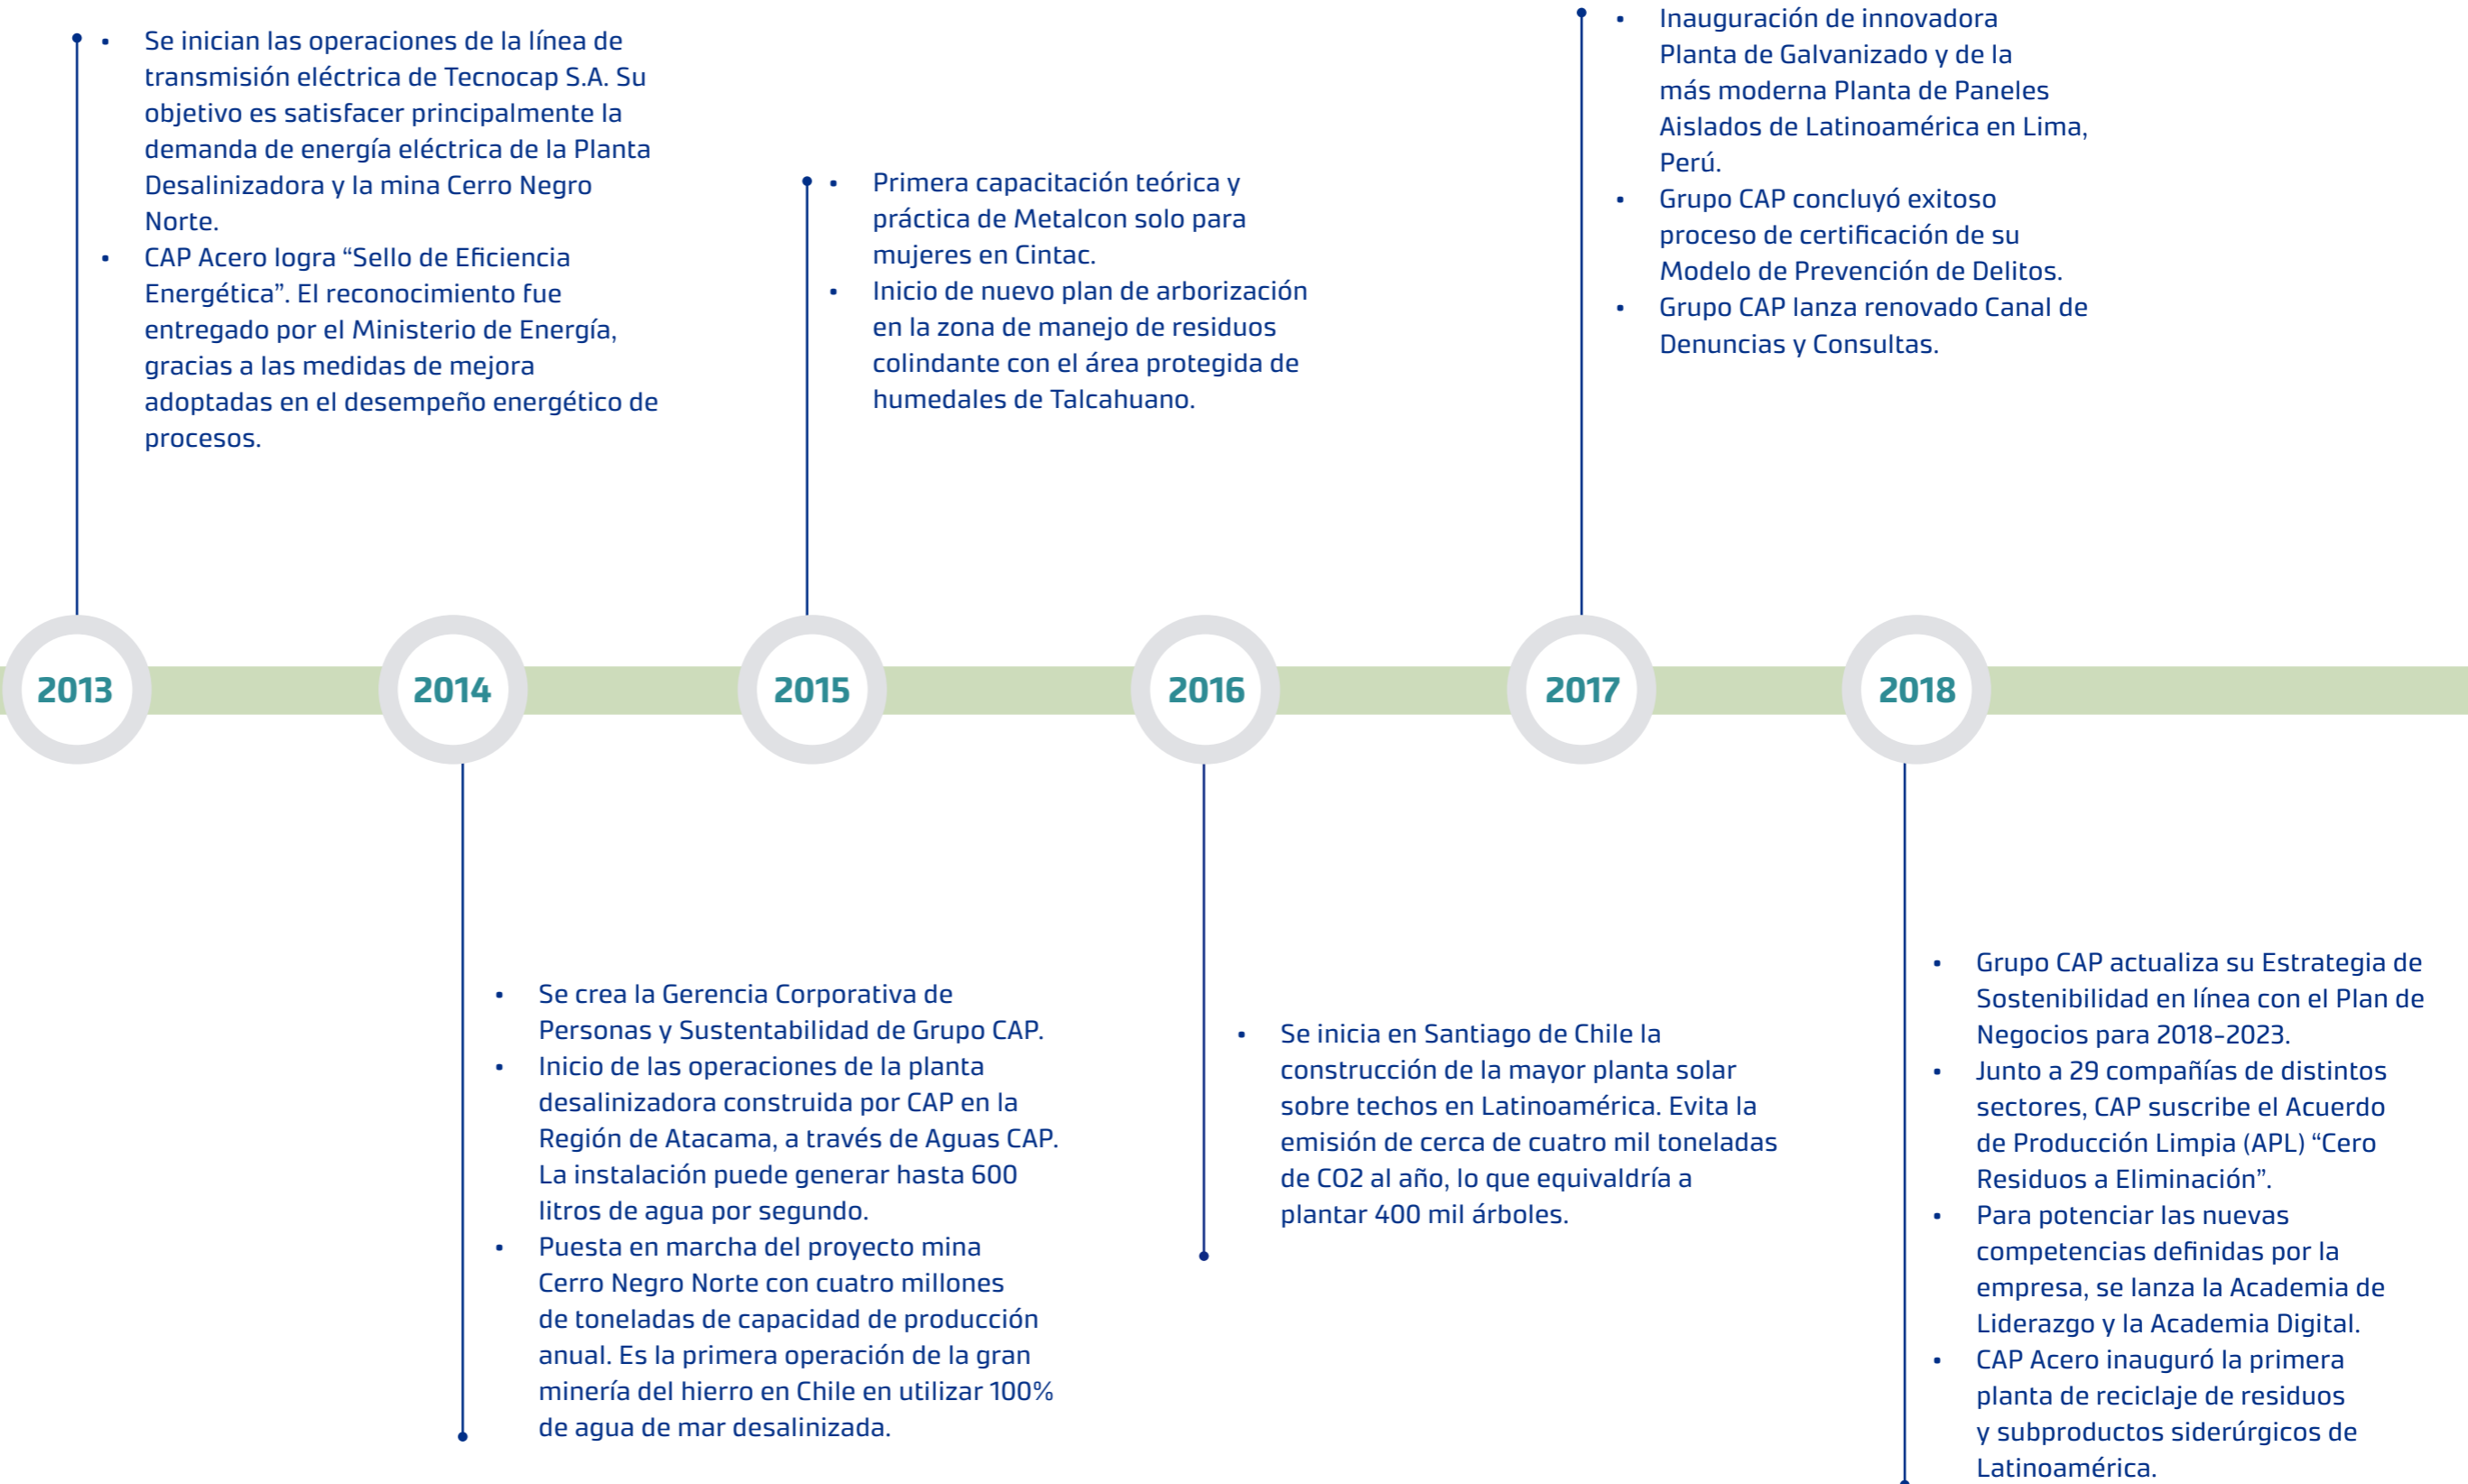 • Se inician las operaciones de la línea de
transmisión eléctrica de Tecnocap S.A. Su
objetivo es satisfacer principalmente la
demanda de energía eléctrica de la Planta
Desalinizadora y la mina Cerro Negro
Norte.
• CAP Acero logra “Sello de Eficiencia
Energética”. El reconocimiento fue
entregado por el Ministerio de Energía,
gracias a las medidas de mejora
adoptadas en el desempeño energético de
procesos.
• Primera capacitación teórica y
práctica de Metalcon solo para
mujeres en Cintac.
• Inicio de nuevo plan de arborización
en la zona de manejo de residuos
colindante con el área protegida de
humedales de Talcahuano.
• Inauguración de innovadora
Planta de Galvanizado y de la
más moderna Planta de Paneles
Aislados de Latinoamérica en Lima,
Perú.
• Grupo CAP concluyó exitoso
proceso de certificación de su
Modelo de Prevención de Delitos.
• Grupo CAP lanza renovado Canal de
Denuncias y Consultas.
2013
2014
2015
2016
2017
2018
• Se crea la Gerencia Corporativa de
Personas y Sustentabilidad de Grupo CAP.
• Inicio de las operaciones de la planta
desalinizadora construida por CAP en la
Región de Atacama, a través de Aguas CAP.
La instalación puede generar hasta 600
litros de agua por segundo.
• Puesta en marcha del proyecto mina
Cerro Negro Norte con cuatro millones
de toneladas de capacidad de producción
anual. Es la primera operación de la gran
minería del hierro en Chile en utilizar 100%
de agua de mar desalinizada.
• Se inicia en Santiago de Chile la
construcción de la mayor planta solar
sobre techos en Latinoamérica. Evita la
emisión de cerca de cuatro mil toneladas
de CO2 al año, lo que equivaldría a
plantar 400 mil árboles.
• Grupo CAP actualiza su Estrategia de
Sostenibilidad en línea con el Plan de
Negocios para 2018-2023.
• Junto a 29 compañías de distintos
sectores, CAP suscribe el Acuerdo
de Producción Limpia (APL) “Cero
Residuos a Eliminación”.
• Para potenciar las nuevas
competencias definidas por la
empresa, se lanza la Academia de
Liderazgo y la Academia Digital.
• CAP Acero inauguró la primera
planta de reciclaje de residuos
y subproductos siderúrgicos de
Latinoamérica.